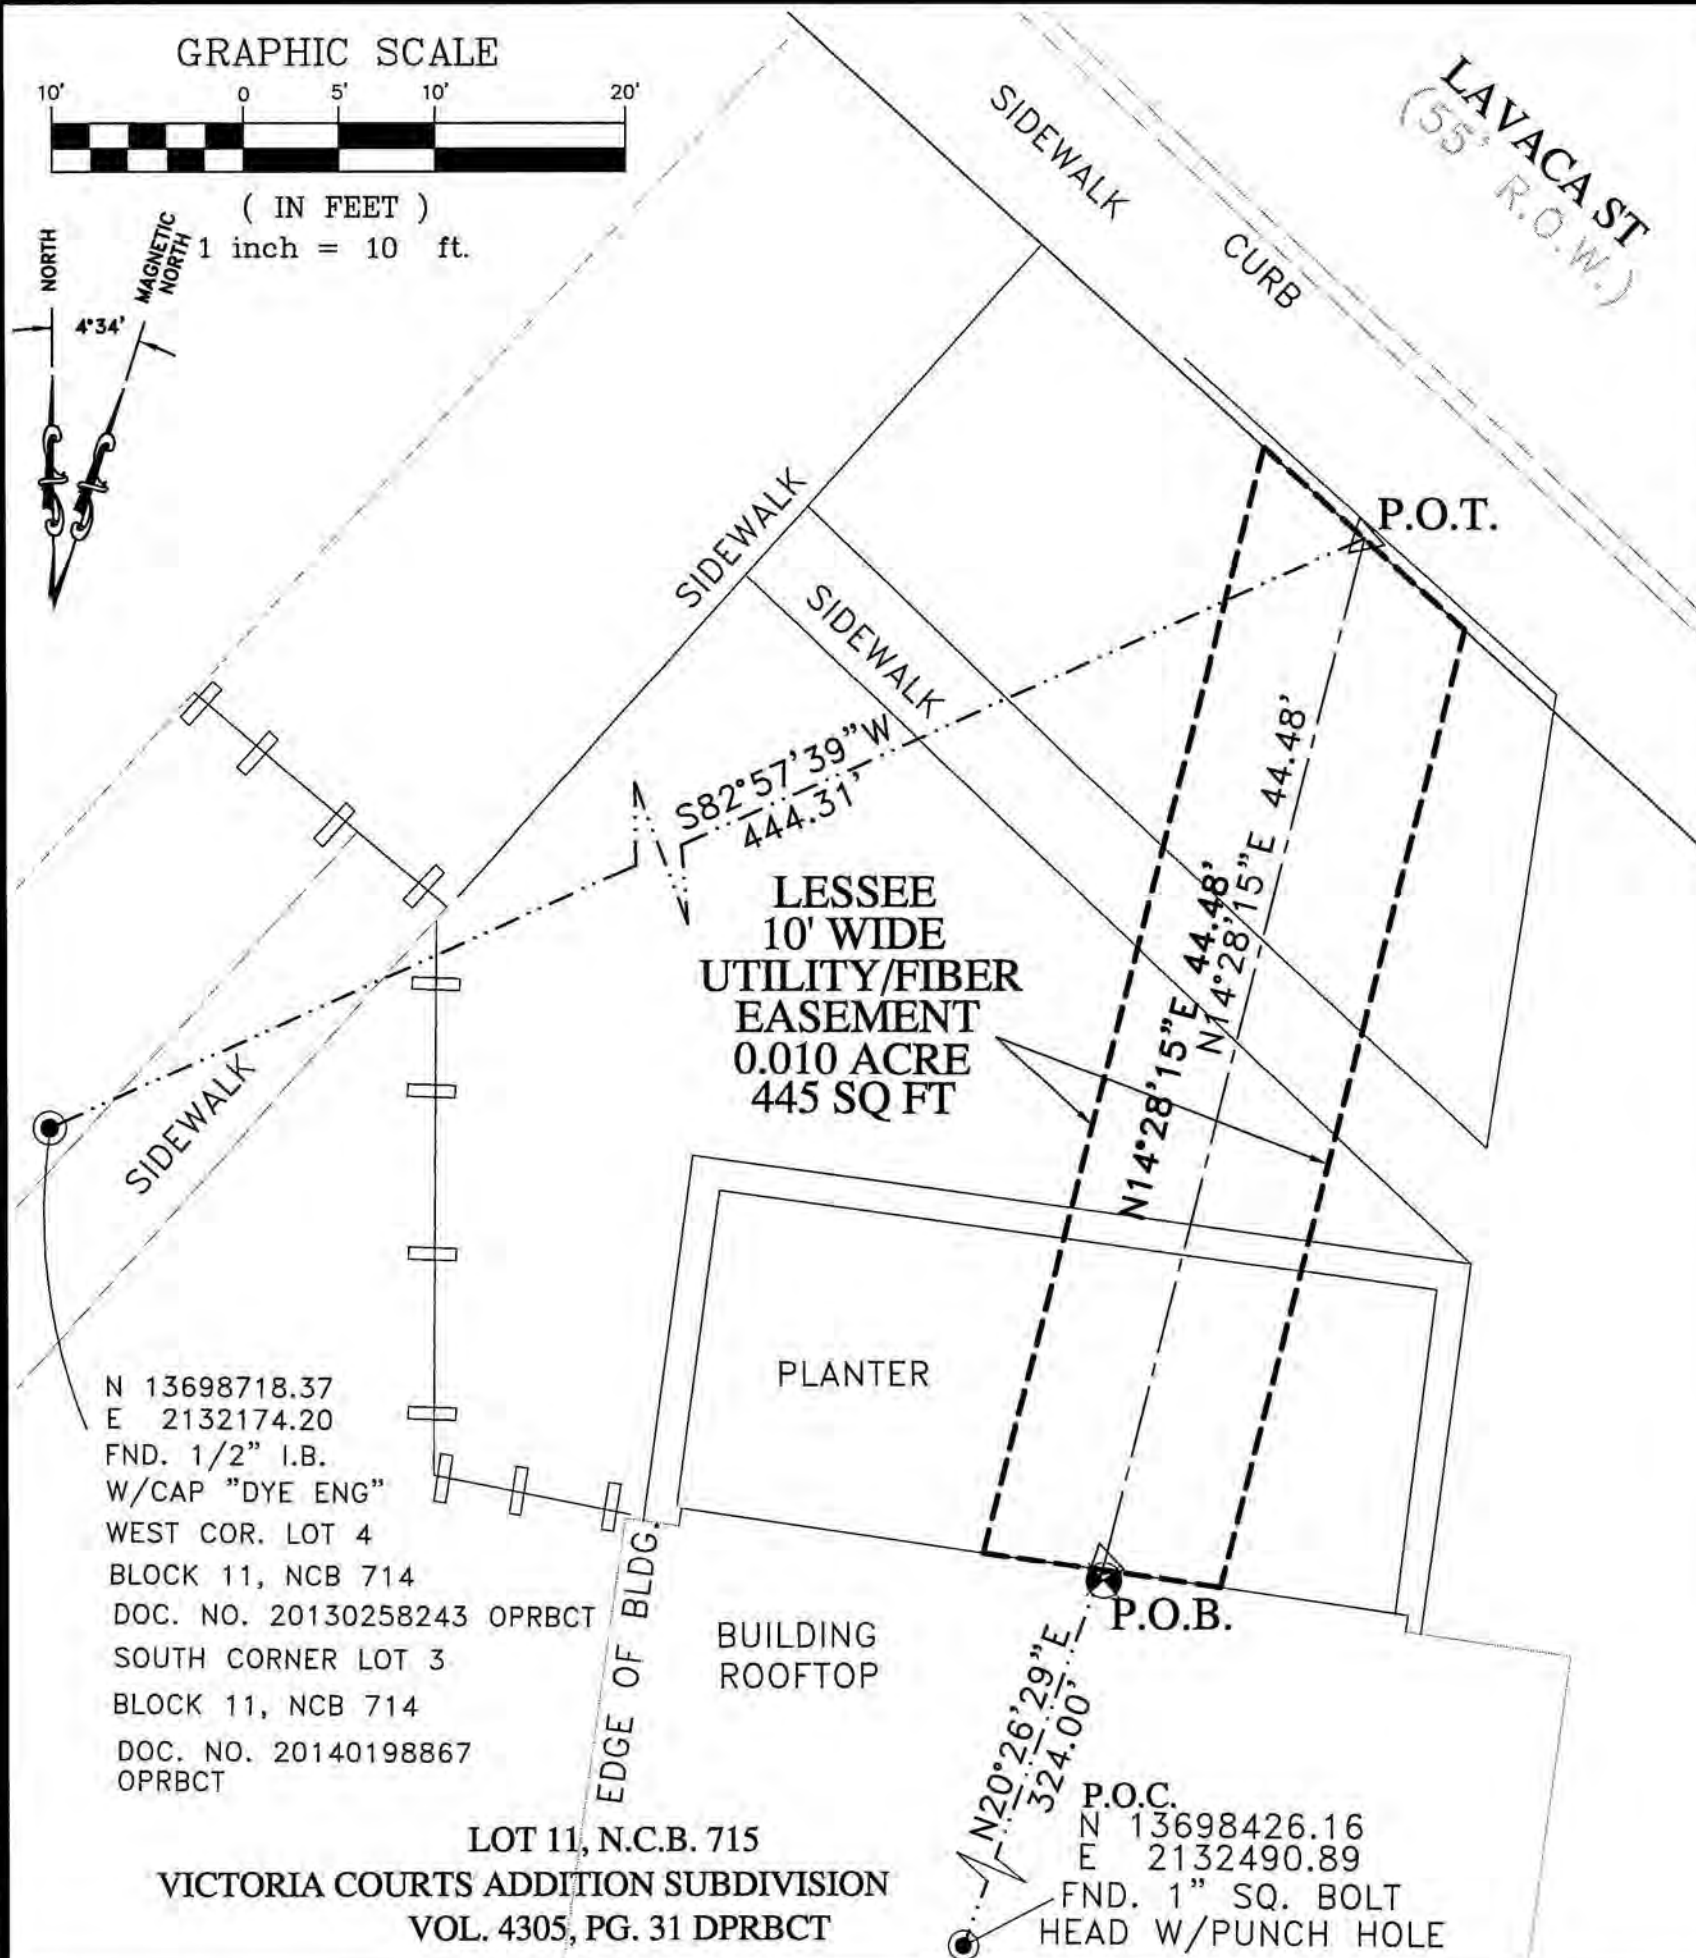 GRAPHIC SCALE
10' 0 5' 10' 20'
( IN FEET )
1 inch = 10 ft.
NORTH
MAGNETIC
NORTH
4°34'
LAVACA ST
(55' R.O.W.)
SIDEWALK
CURB
P.O.T.
SIDEWALK
SIDEWALK
S82°57'39"W
444.31'
LESSEE
10' WIDE
UTILITY/FIBER
EASEMENT
0.010 ACRE
445 SQ FT
N14°28'15"E 44.48'
N14°28'15"E 44.48'
SIDEWALK
PLANTER
N 13698718.37
E 2132174.20
FND. 1/2" I.B.
W/CAP "DYE ENG"
WEST COR. LOT 4
BLOCK 11, NCB 714
DOC. NO. 20130258243 OPRBCT
SOUTH CORNER LOT 3
BLOCK 11, NCB 714
DOC. NO. 20140198867
OPRBCT
EDGE OF BLDG.
BUILDING
ROOFTOP
P.O.B.
N20°26'29"E
324.00'
P.O.C.
N 13698426.16
E 2132490.89
FND. 1" SQ. BOLT
HEAD W/PUNCH HOLE
LOT 11, N.C.B. 715
VICTORIA COURTS ADDITION SUBDIVISION
VOL. 4305, PG. 31 DPRBCT